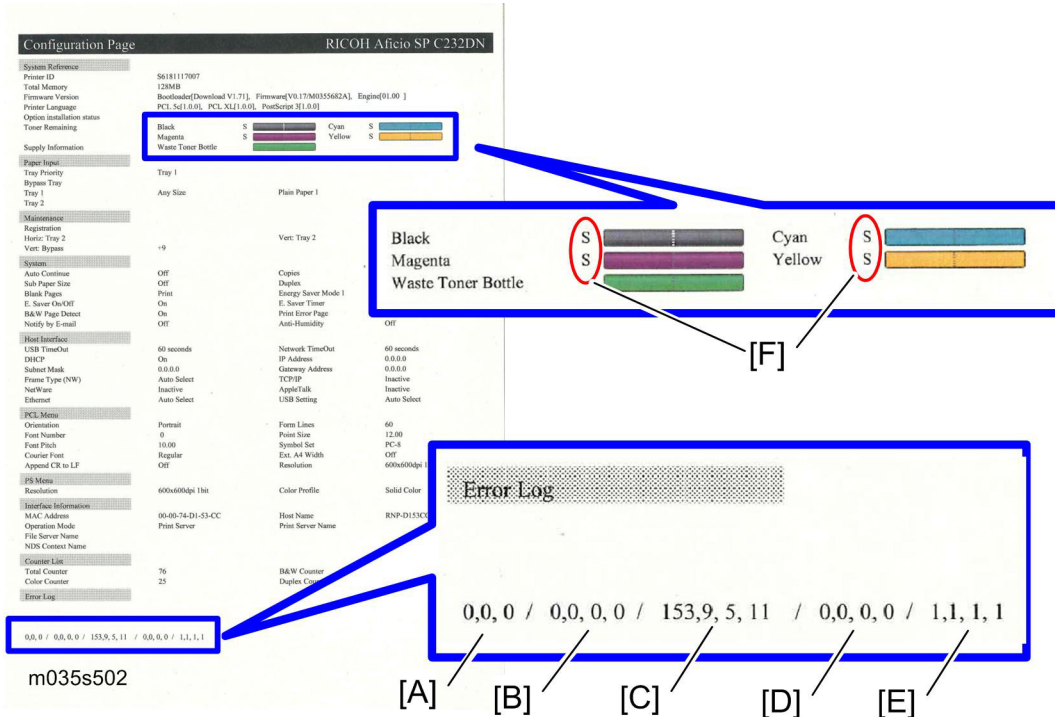 Configuration Page RICOH Aficio SP C232DN
System Reference
Printer ID S6181117007
Total Memory 128MB
Firmware Version Bootloader[Download V1.71], Firmware[V0.17/M0355682A], Engine[01.00 ]
Printer Language PCL 5c[1.0.0], PCL XL[1.0.0], PostScript 3[1.0.0]
Option installation status
Toner Remaining Black S Cyan S
Magenta S Yellow S
Supply Information Waste Toner Bottle
Paper Input
Tray Priority Tray 1
Bypass Tray
Tray 1 Any Size Plain Paper 1
Tray 2
Maintenance
Registration
Horiz: Tray 2 Vert: Tray 2
Vert: Bypass +9
System
Auto Continue Off Copies
Sub Paper Size Off Duplex
Blank Pages Print Energy Saver Mode 1
E. Saver On/Off On E. Saver Timer
B&W Page Detect On Print Error Page
Notify by E-mail Off Anti-Humidity Off
Black S Cyan S
Magenta S Yellow S
Waste Toner Bottle
[F]
Host Interface
USB TimeOut 60 seconds Network TimeOut 60 seconds
DHCP On IP Address 0.0.0.0
Subnet Mask 0.0.0.0 Gateway Address 0.0.0.0
Frame Type (NW) Auto Select TCP/IP Inactive
NetWare Inactive AppleTalk Inactive
Ethernet Auto Select USB Setting Auto Select
PCL Menu
Orientation Portrait Form Lines 60
Font Number 0 Point Size 12.00
Font Pitch 10.00 Symbol Set PC-8
Courier Font Regular Ext. A4 Width Off
Append CR to LF Off Resolution 600x600dpi 1
PS Menu
Resolution 600x600dpi 1bit Color Profile Solid Color
Interface Information
MAC Address 00-00-74-D1-53-CC Host Name RNP-D153CC
Operation Mode Print Server Print Server Name
File Server Name
NDS Context Name
Counter List
Total Counter 76 B&W Counter
Color Counter 25 Duplex Cou
Error Log
0,0, 0 / 0,0, 0, 0 / 153,9, 5, 11 / 0,0, 0, 0 / 1,1, 1, 1
Error Log
0,0, 0 / 0,0, 0, 0 / 153,9, 5, 11 / 0,0, 0, 0 / 1,1, 1, 1
m035s502
[A] [B] [C] [D] [E]